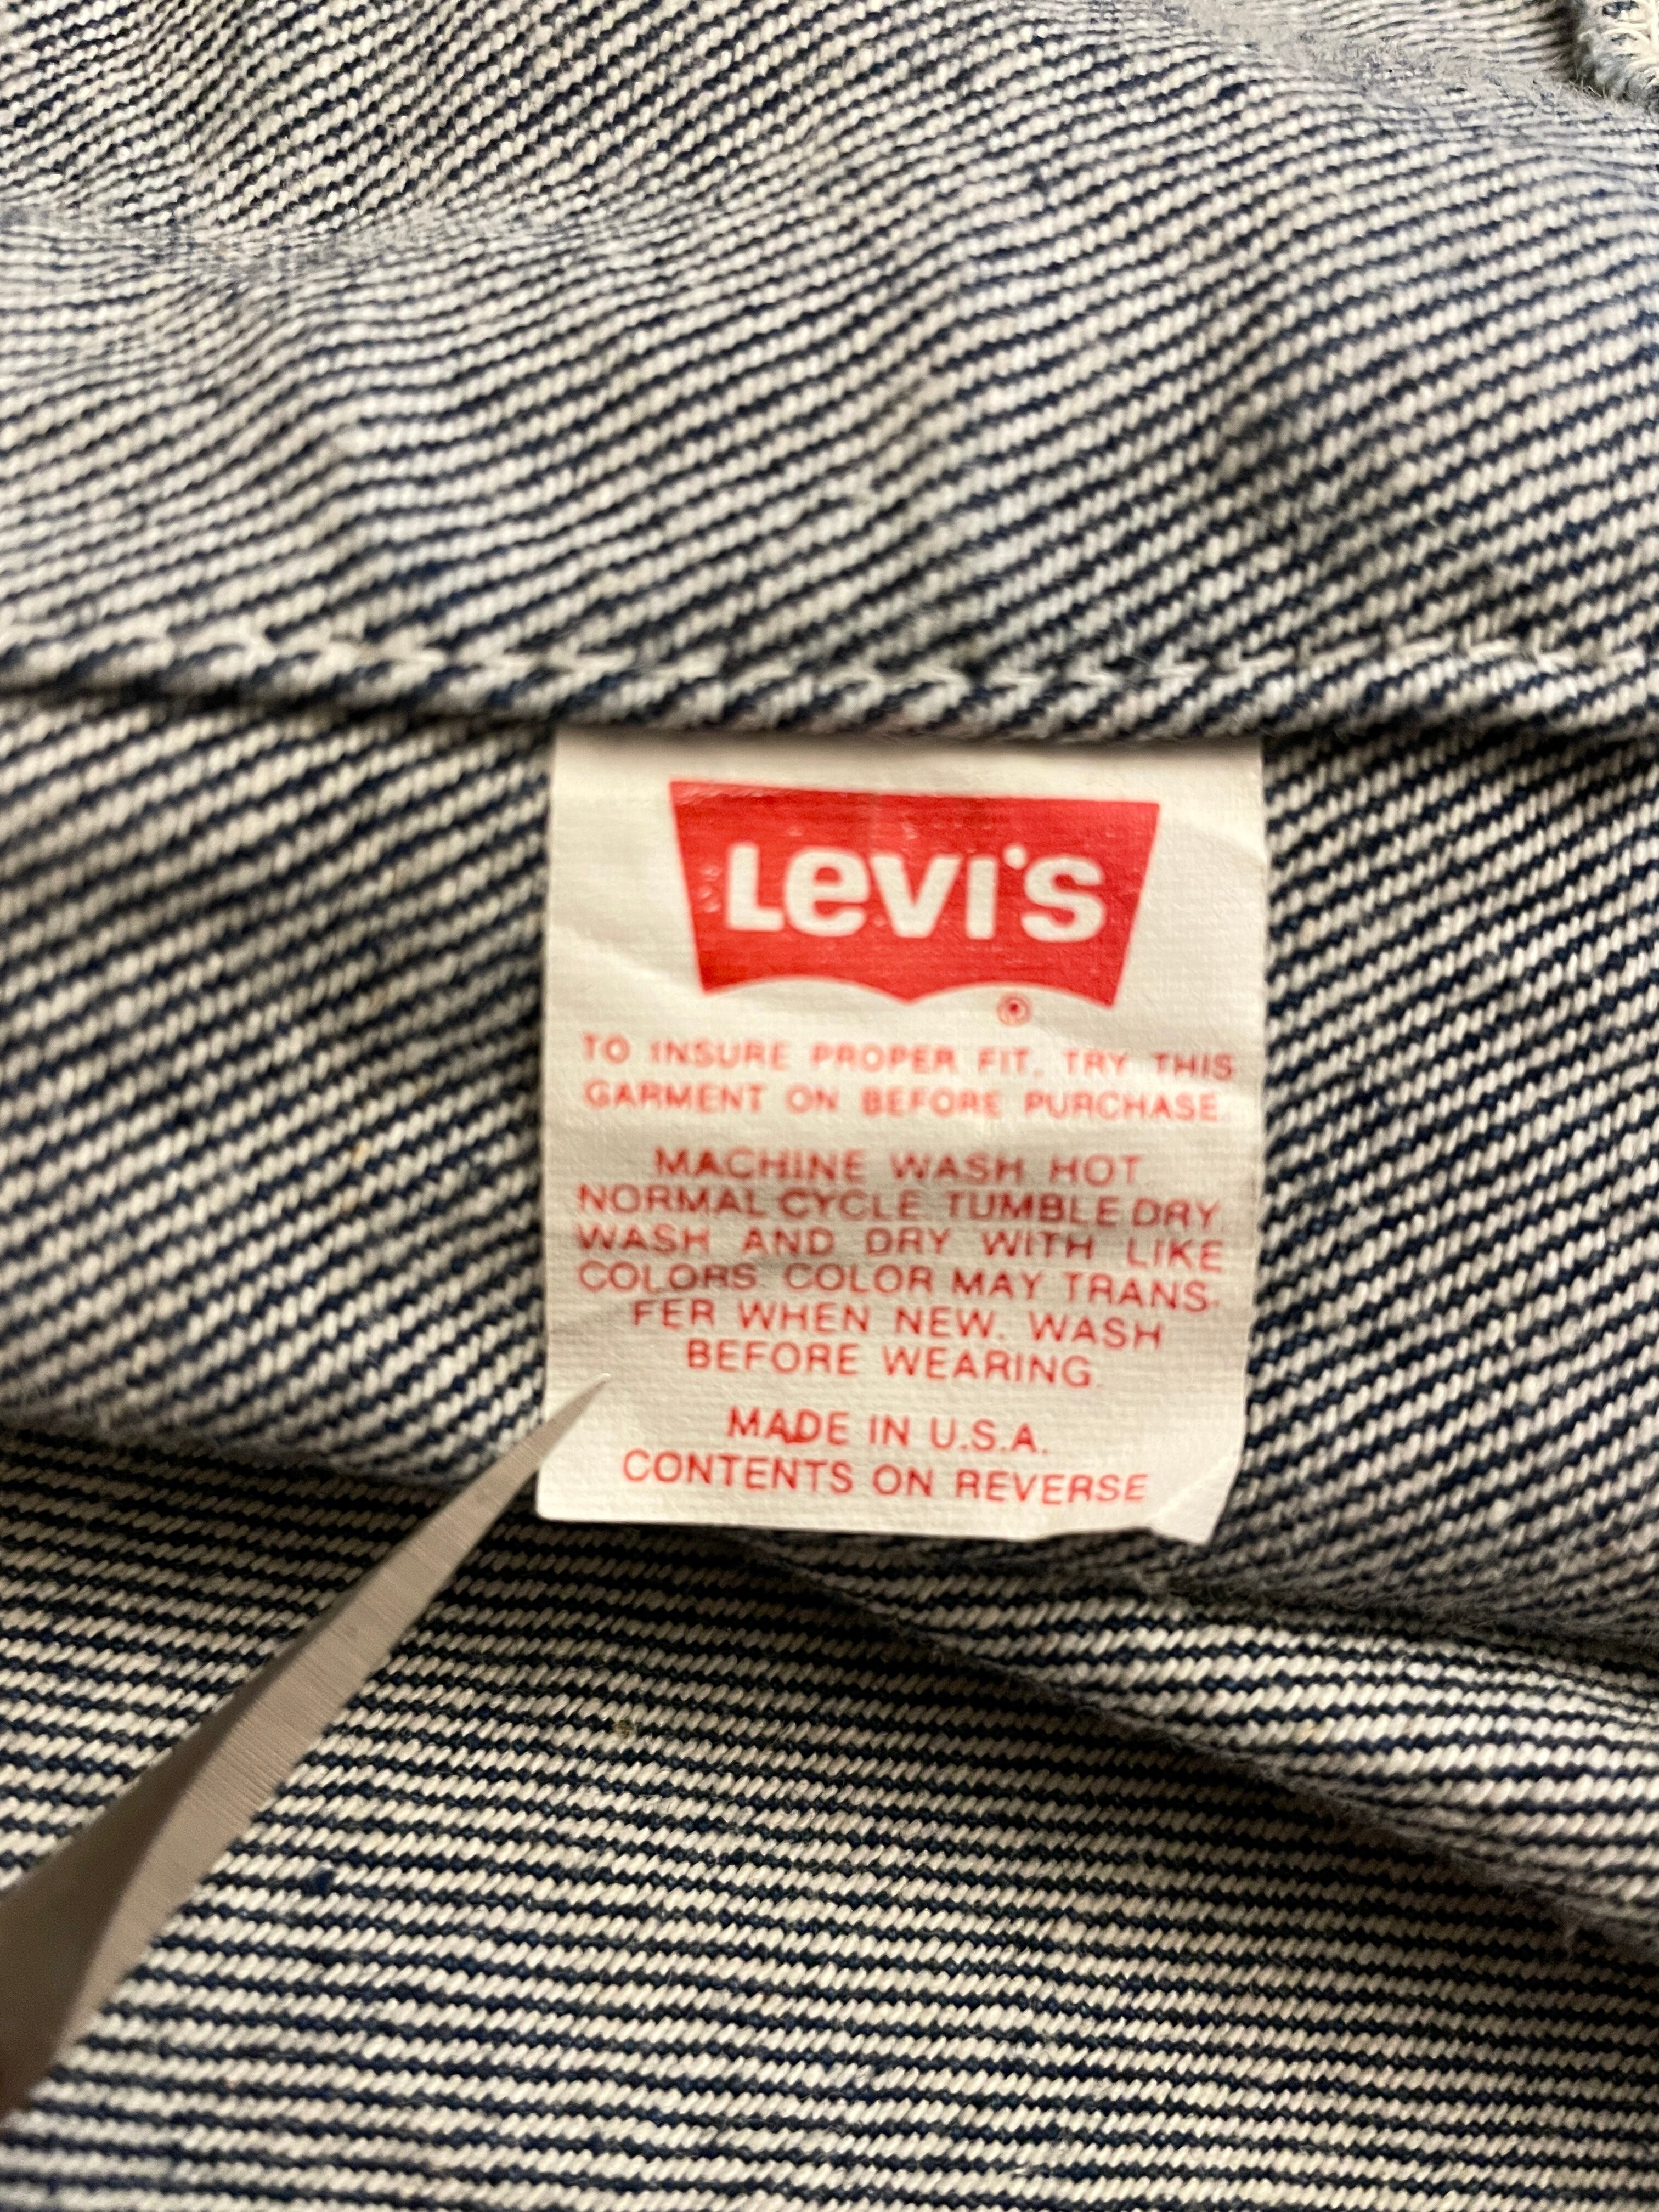 Levi's
®
TO INSURE PROPER FIT, TRY THIS
GARMENT ON BEFORE PURCHASE.
MACHINE WASH HOT
NORMAL CYCLE TUMBLE DRY
WASH AND DRY WITH LIKE
COLORS. COLOR MAY TRANS-
FER WHEN NEW. WASH
BEFORE WEARING.
MADE IN U.S.A.
CONTENTS ON REVERSE